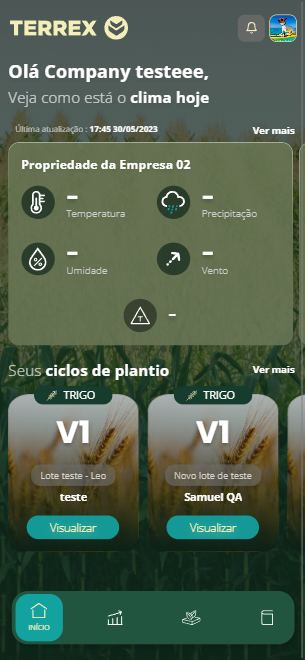 TERREX
Olá Company testeee,
Veja como está o clima hoje
Última atualização : 17:45 30/05/2023
Ver mais
Propriedade da Empresa 02
–
Temperatura
–
Precipitação
%
–
Umidade
–
Vento
T
–
Seus ciclos de plantio
Ver mais
TRIGO
V1
Lote teste - Leo
teste
Visualizar
TRIGO
V1
Novo lote de teste
Samuel QA
Visualizar
INÍCIO